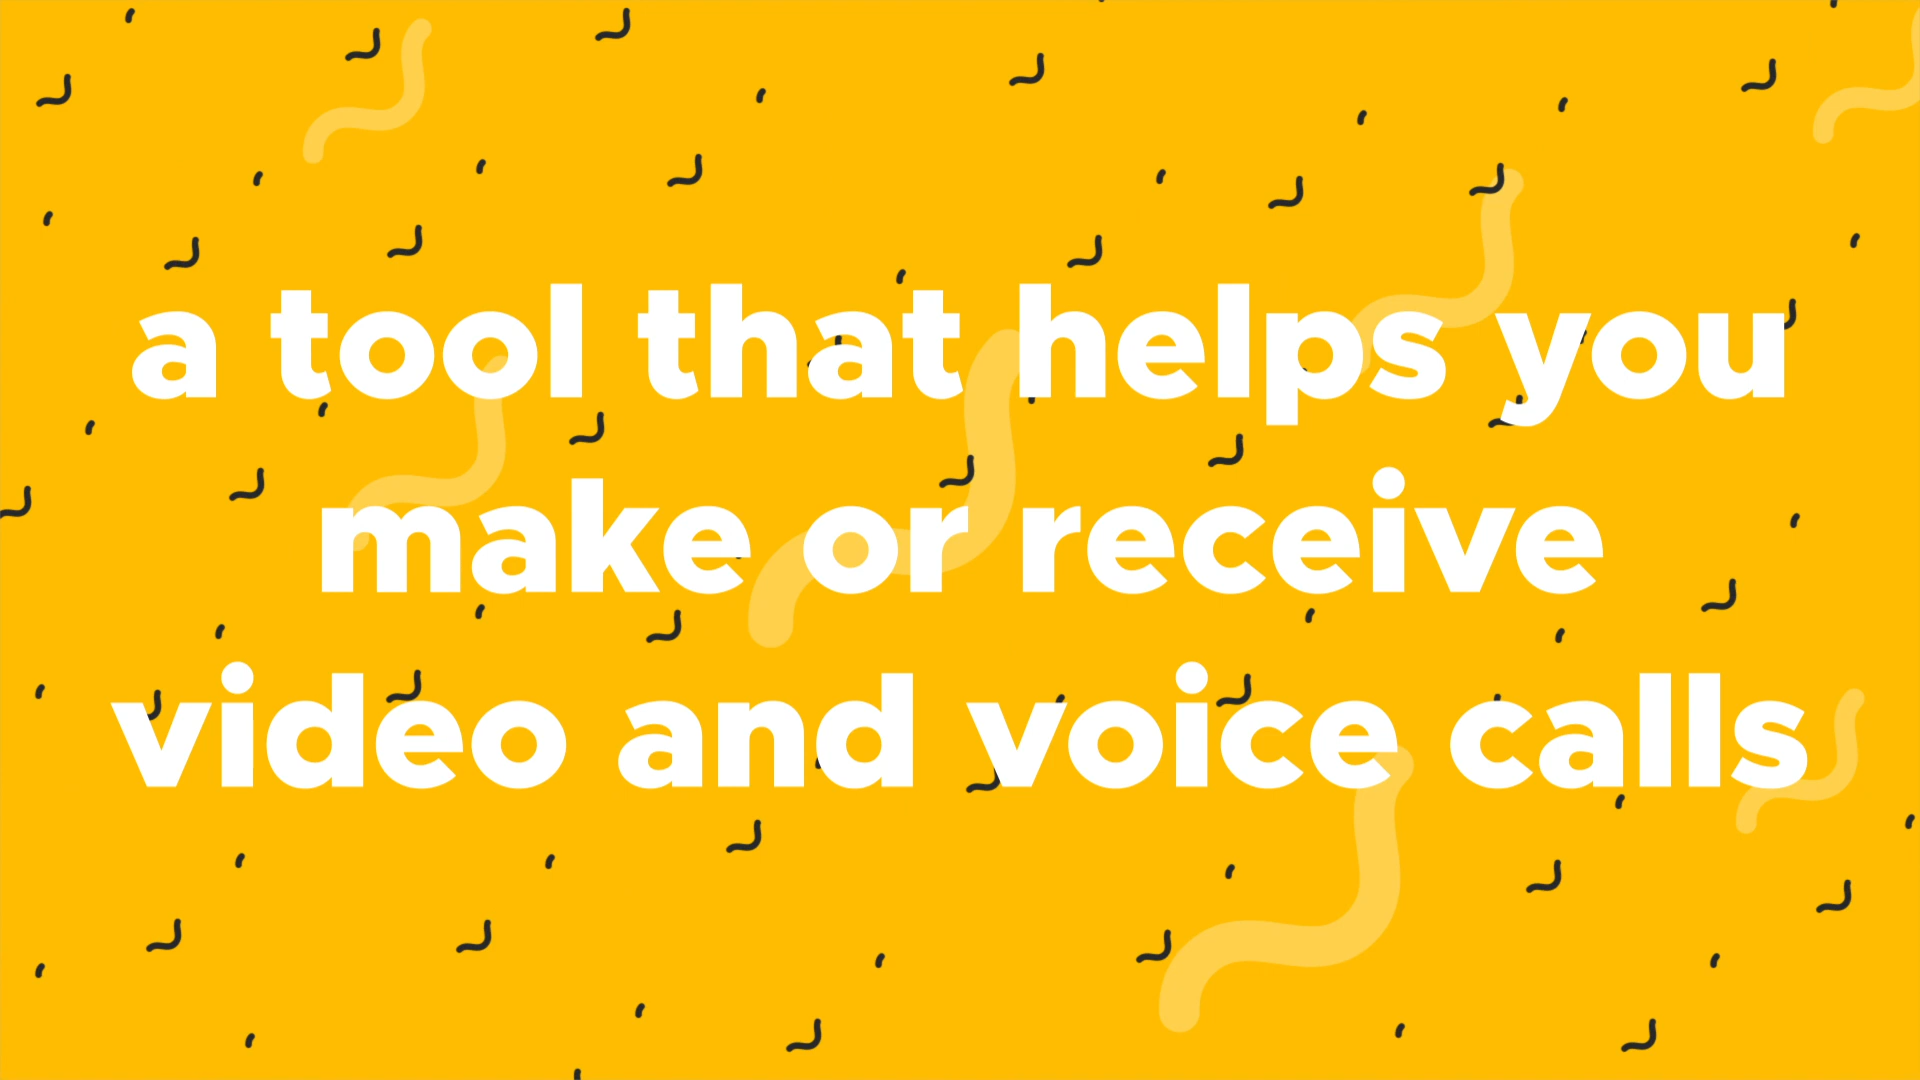 a tool that helps you
make or receive
video and voice calls